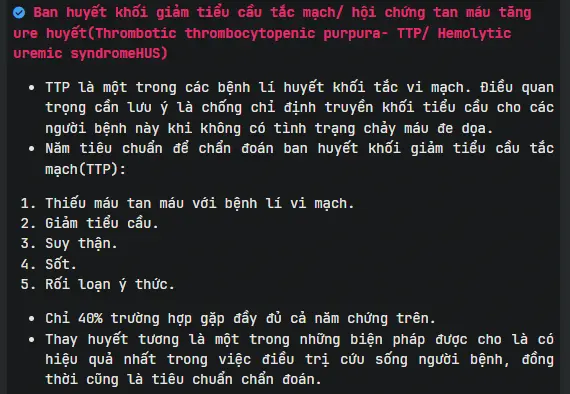 Ban huyết khối giảm tiểu cầu tắc mạch/ hội chứng tan máu tăng
ure huyết(Thrombotic thrombocytopenic purpura- TTP/ Hemolytic
uremic syndromeHUS)
• TTP là một trong các bệnh lí huyết khối tắc vi mạch. Điều quan
trọng cần lưu ý là chống chỉ định truyền khối tiểu cầu cho các
người bệnh này khi không có tình trạng chảy máu đe dọa.
• Năm tiêu chuẩn để chẩn đoán ban huyết khối giảm tiểu cầu tắc
mạch(TTP):
1. Thiếu máu tan máu với bệnh lí vi mạch.
2. Giảm tiểu cầu.
3. Suy thận.
4. Sốt.
5. Rối loạn ý thức.
• Chỉ 40% trường hợp gặp đầy đủ cả năm chứng trên.
• Thay huyết tương là một trong những biện pháp được cho là có
hiệu quả nhất trong việc điều trị cứu sống người bệnh, đồng
thời cũng là tiêu chuẩn chẩn đoán.